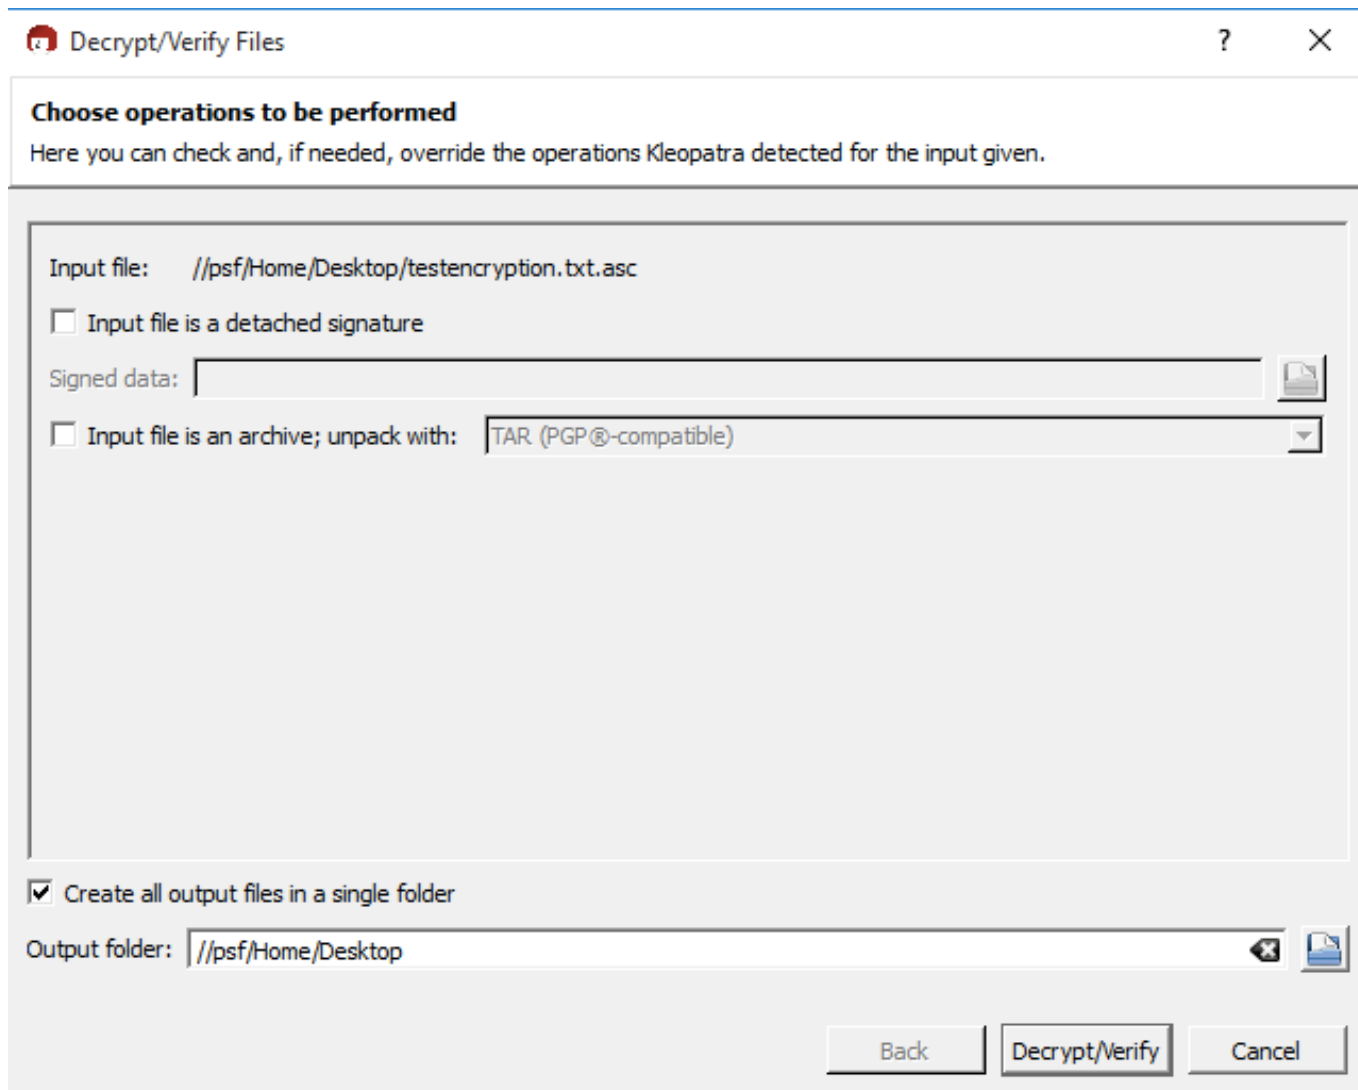 Decrypt/Verify Files ?
Choose operations to be performed
Here you can check and, if needed, override the operations Kleopatra detected for the input given.
Input file: //psf/Home/Desktop/testencryption.txt.asc
Input file is a detached signature
Signed data:
Input file is an archive; unpack with: TAR (PGP®-compatible)
Create all output files in a single folder
Output folder: //psf/Home/Desktop
Back Decrypt/Verify Cancel